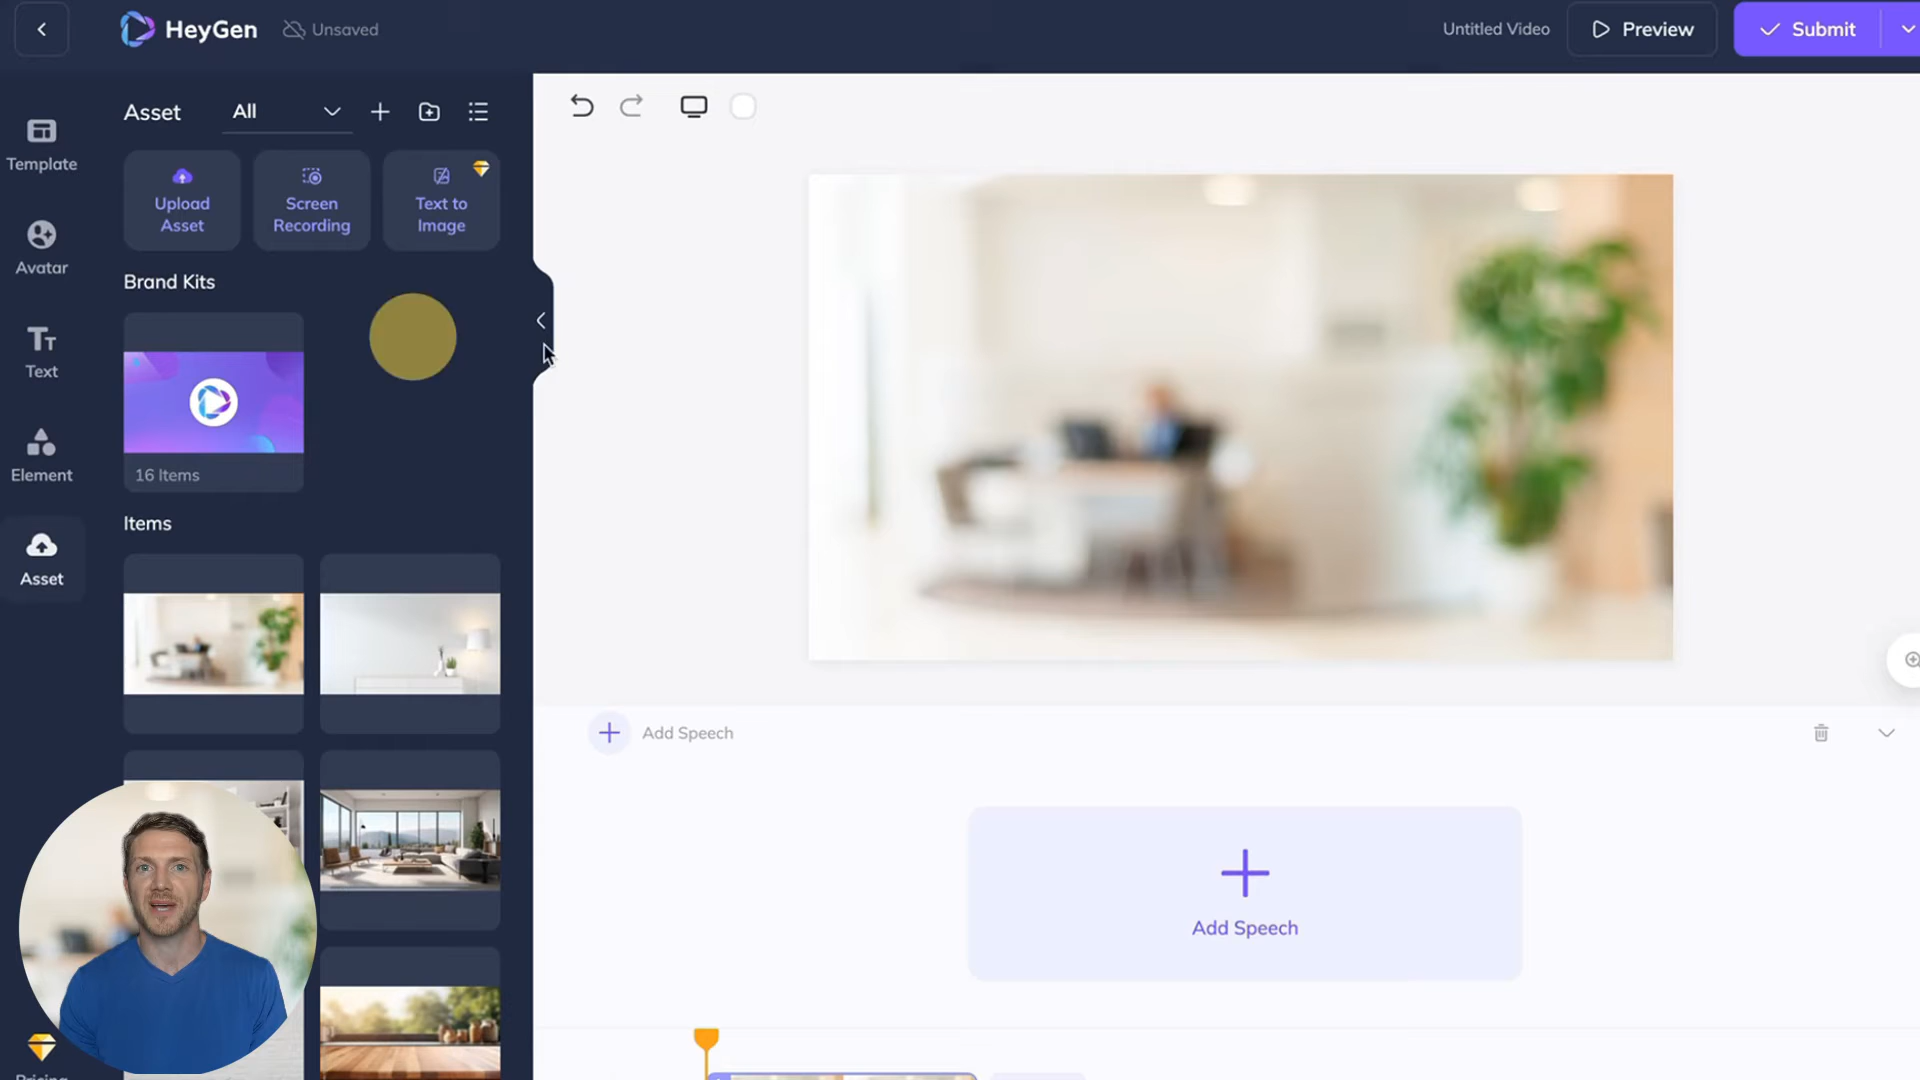 HeyGen
Unsaved
Untitled Video
Preview
Submit
Asset
All
Template
Upload
Asset
Screen
Recording
Text to
Image
Avatar
Brand Kits
Text
16 Items
Element
Items
Asset
Add Speech
Add Speech
Pricing